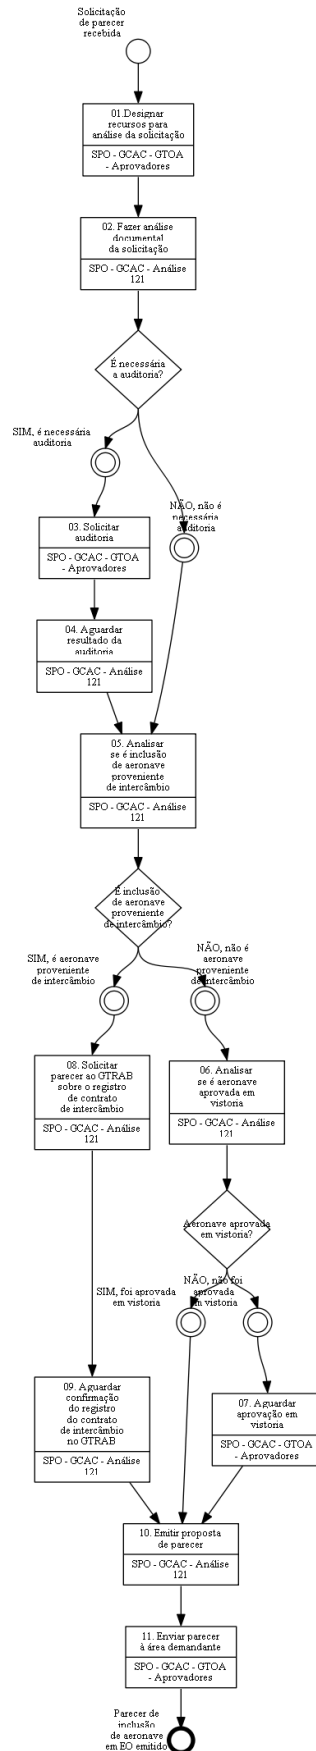 Solicitação
de parecer
recebida
01.Designar
recursos para
análise da solicitação
SPO - GCAC - GTOA
- Aprovadores
02. Fazer análise
documental
da solicitação
SPO - GCAC - Análise
121
É necessária
a auditoria?
SIM, é necessária
auditoria
NÃO, não é
necessária
auditoria
03. Solicitar
auditoria
SPO - GCAC - GTOA
- Aprovadores
04. Aguardar
resultado da
auditoria
SPO - GCAC - Análise
121
05. Analisar
se é inclusão
de aeronave
proveniente
de intercâmbio
SPO - GCAC - Análise
121
É inclusão
de aeronave
proveniente
de intercâmbio?
SIM, é aeronave
proveniente
de intercâmbio
NÃO, não é
aeronave
proveniente
de intercâmbio
08. Solicitar
parecer ao GTRAB
sobre o registro
de contrato
de intercâmbio
SPO - GCAC - Análise
121
06. Analisar
se é aeronave
aprovada em
vistoria
SPO - GCAC - Análise
121
Aeronave aprovada
em vistoria?
SIM, foi aprovada
em vistoria
NÃO, não foi
aprovada
em vistoria
09. Aguardar
confirmação
do registro
do contrato
de intercâmbio
no GTRAB
SPO - GCAC - Análise
121
07. Aguardar
aprovação em
vistoria
SPO - GCAC - GTOA
- Aprovadores
10. Emitir proposta
de parecer
SPO - GCAC - Análise
121
11. Enviar parecer
à área demandante
SPO - GCAC - GTOA
- Aprovadores
Parecer de
inclusão
de aeronave
em EO emitido